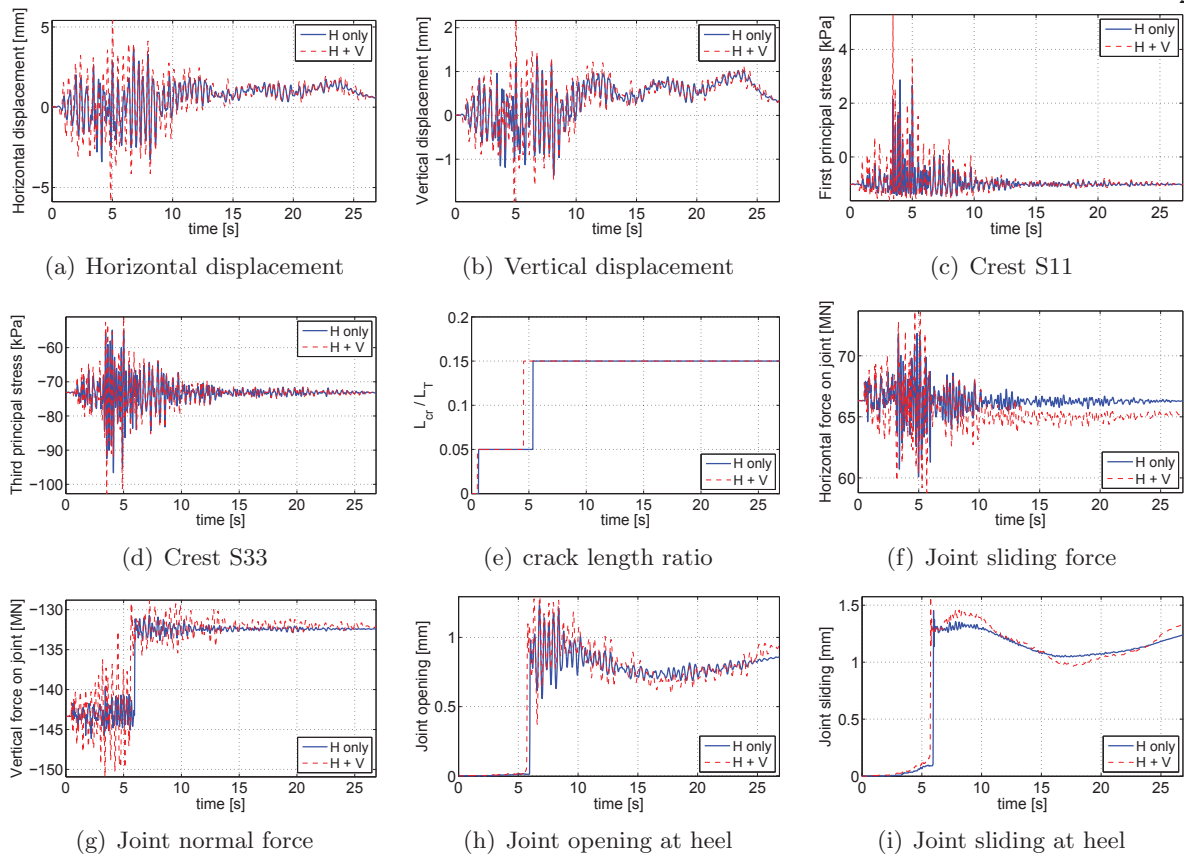 Horizontal displacement [mm]
5
0
−5
H only
H + V
0 5 10 15 20 25
time [s]
(a) Horizontal displacement
Vertical displacement [mm]
2
1
0
−1
H only
H + V
0 5 10 15 20 25
time [s]
(b) Vertical displacement
First principal stress [kPa]
4
2
0
H only
H + V
0 5 10 15 20 25
time [s]
(c) Crest S11
Third principal stress [kPa]
−60
−70
−80
−90
−100
H only
H + V
0 5 10 15 20 25
time [s]
(d) Crest S33
Lcr / LT
0.2
0.15
0.1
0.05
0
H only
H + V
0 5 10 15 20 25
time [s]
(e) crack length ratio
Horizontal force on joint [MN]
70
65
60
H only
H + V
0 5 10 15 20 25
time [s]
(f) Joint sliding force
Vertical force on joint [MN]
−130
−135
−140
−145
−150
H only
H + V
0 5 10 15 20 25
time [s]
(g) Joint normal force
Joint opening [mm]
1
0.5
0
H only
H + V
0 5 10 15 20 25
time [s]
(h) Joint opening at heel
Joint sliding [mm]
1.5
1
0.5
0
H only
H + V
0 5 10 15 20 25
time [s]
(i) Joint sliding at heel